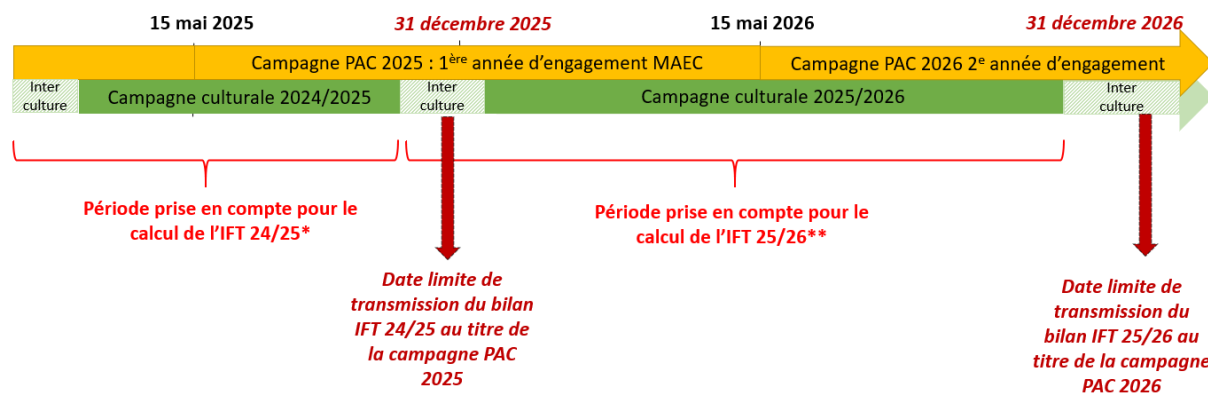 15 mai 2025
31 décembre 2025
15 mai 2026
31 décembre 2026
Campagne PAC 2025 : 1ère année d’engagement MAEC
Campagne PAC 2026 2e année d’engagement
Inter
culture
Campagne culturale 2024/2025
Inter
culture
Campagne culturale 2025/2026
Inter
culture
Période prise en compte pour le
calcul de l’IFT 24/25*
Période prise en compte pour le
calcul de l’IFT 25/26**
Date limite de
transmission du bilan
IFT 24/25 au titre de
la campagne PAC
2025
Date limite de
transmission du
bilan IFT 25/26 au
titre de la campagne
PAC 2026